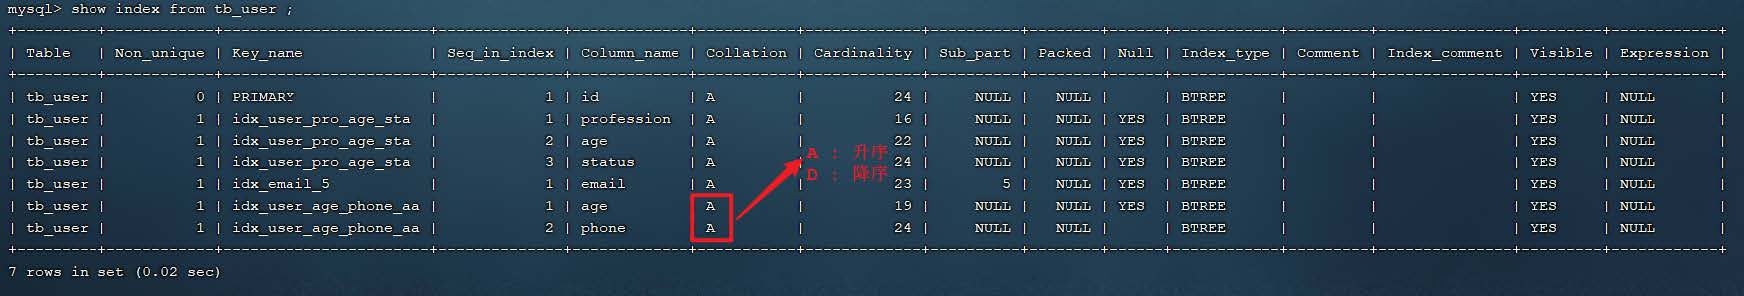 mysql> show index from tb_user ;
+---------+------------+----------------------+--------------+-------------+-----------+-------------+----------+--------+------+------------+---------+---------------+---------+------------+
| Table   | Non_unique | Key_name             | Seq_in_index | Column_name | Collation | Cardinality | Sub_part | Packed | Null | Index_type | Comment | Index_comment | Visible | Expression |
+---------+------------+----------------------+--------------+-------------+-----------+-------------+----------+--------+------+------------+---------+---------------+---------+------------+
| tb_user |          0 | PRIMARY              |            1 | id          | A         |          24 |     NULL |   NULL |      | BTREE      |         |               | YES     | NULL       |
| tb_user |          1 | idx_user_pro_age_sta |            1 | profession  | A         |          16 |     NULL |   NULL | YES  | BTREE      |         |               | YES     | NULL       |
| tb_user |          1 | idx_user_pro_age_sta |            2 | age         | A         |          22 |     NULL |   NULL | YES  | BTREE      |         |               | YES     | NULL       |
A : 升序
| tb_user |          1 | idx_user_pro_age_sta |            3 | status      | A         |          24 |     NULL |   NULL | YES  | BTREE      |         |               | YES     | NULL       |
D : 降序
| tb_user |          1 | idx_email_5          |            1 | email       | A         |          23 |        5 |   NULL | YES  | BTREE      |         |               | YES     | NULL       |
| tb_user |          1 | idx_user_age_phone_aa |            1 | age         | A         |          19 |     NULL |   NULL | YES  | BTREE      |         |               | YES     | NULL       |
| tb_user |          1 | idx_user_age_phone_aa |            2 | phone       | A         |          24 |     NULL |   NULL |      | BTREE      |         |               | YES     | NULL       |
+---------+------------+----------------------+--------------+-------------+-----------+-------------+----------+--------+------+------------+---------+---------------+---------+------------+
7 rows in set (0.02 sec)